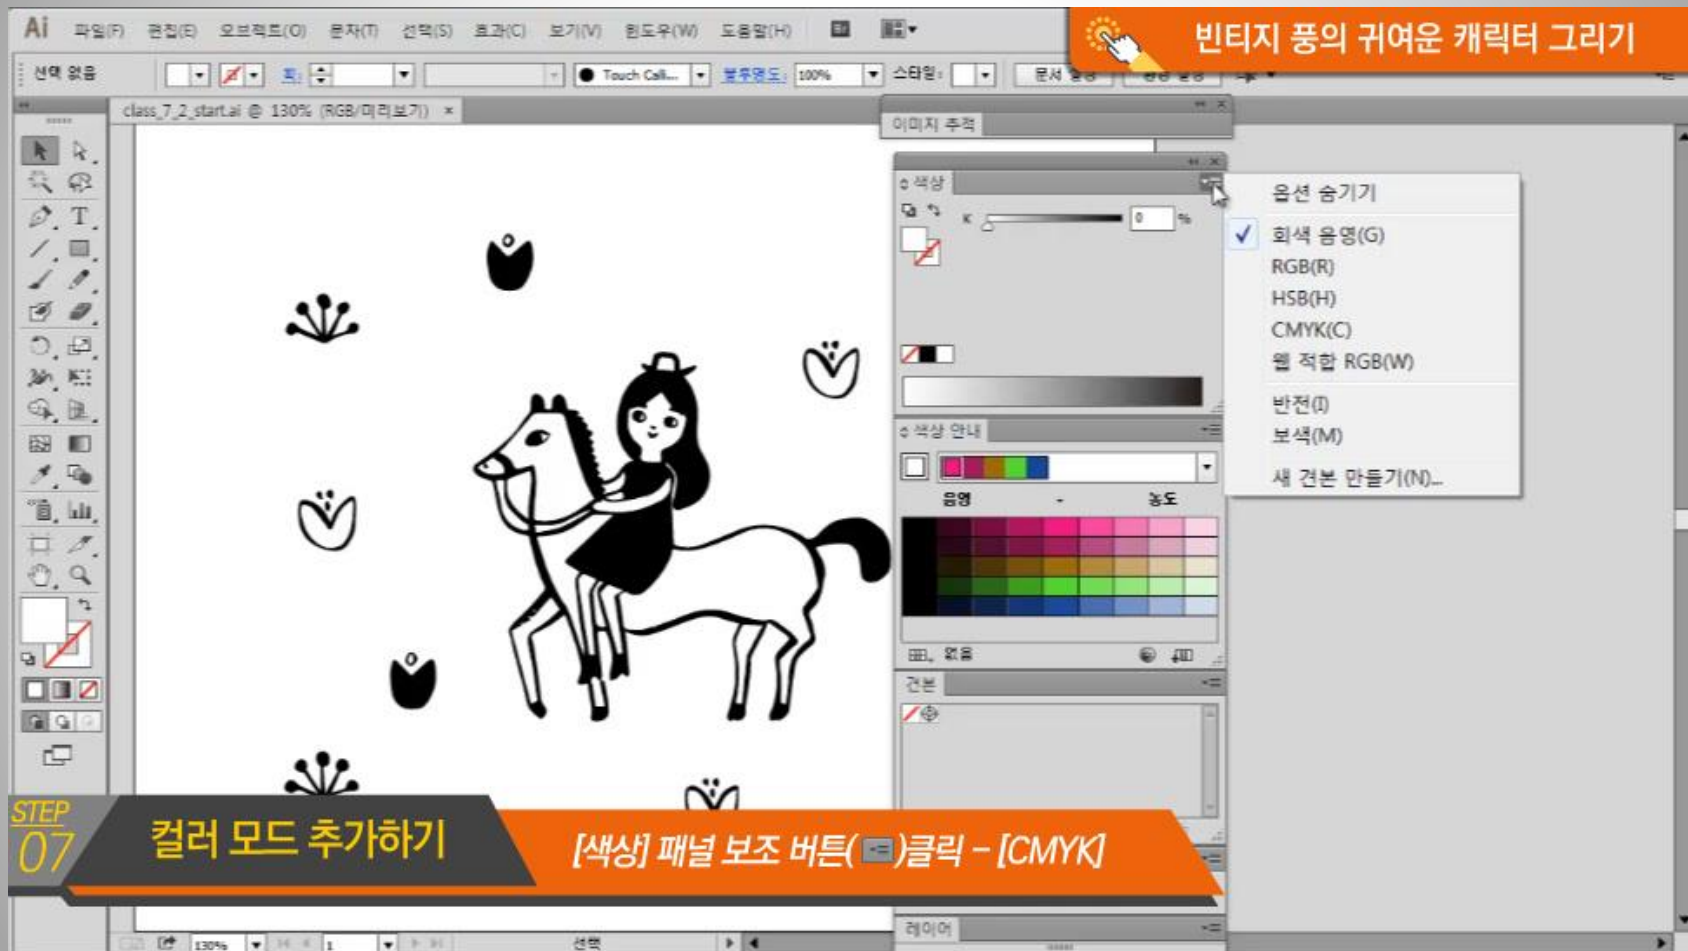 Ai 파일(F) 편집(E) 오브젝트(O) 문자(T) 선택(S) 효과(C) 보기(V) 윈도우(W) 도움말(H) Br
빈티지 풍의 귀여운 캐릭터 그리기
선택 없음 획: Touch Calli... 불투명도: 100% 스타일:
class_7_2_start.ai @ 130% (RGB/미리보기) ×
이미지 추적
색상
K 0 %
옵션 숨기기
회색 음영(G)
RGB(R)
HSB(H)
CMYK(C)
웹 적합 RGB(W)
반전(I)
보색(M)
새 견본 만들기(N)...
색상 안내
음영 - 농도
없음
견본
STEP
07
컬러 모드 추가하기
[색상] 패널 보조 버튼( )클릭 – [CMYK]
레이어
130% 1 선택